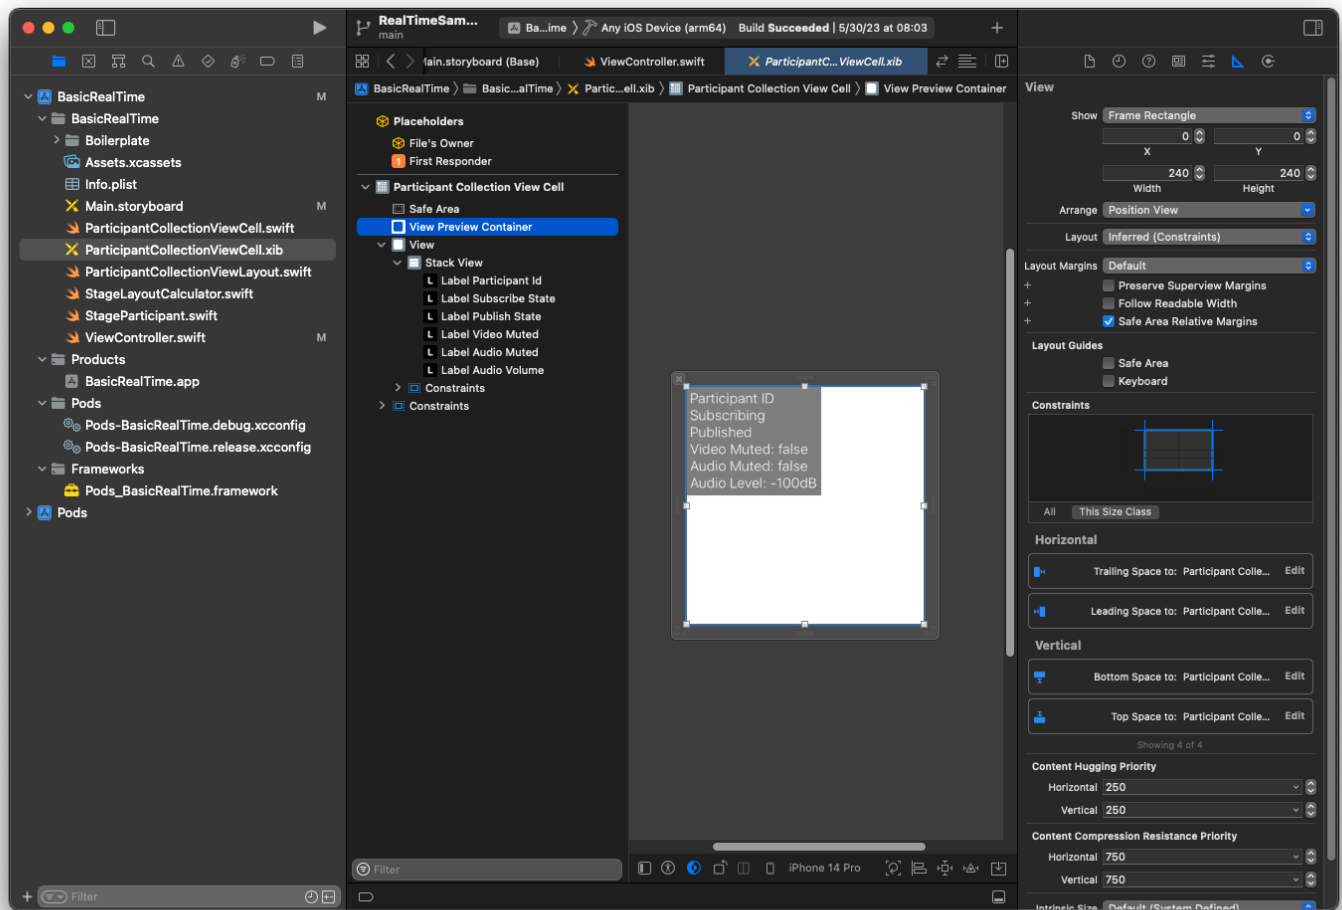 RealTimeSam...
main
Ba...ime
Any iOS Device (arm64)
Build Succeeded | 5/30/23 at 08:03
BasicRealTime
M
BasicRealTime
Boilerplate
Assets.xcassets
Info.plist
Main.storyboard
M
ParticipantCollectionViewCell.swift
ParticipantCollectionViewCell.xib
ParticipantCollectionViewLayout.swift
StageLayoutCalculator.swift
StageParticipant.swift
ViewController.swift
M
Products
BasicRealTime.app
Pods
Pods-BasicRealTime.debug.xcconfig
Pods-BasicRealTime.release.xcconfig
Frameworks
Pods_BasicRealTime.framework
Pods
Filter
Main.storyboard (Base)
ViewController.swift
ParticipantC...ViewCell.xib
BasicRealTime
Basic...alTime
Partic...ell.xib
Participant Collection View Cell
View Preview Container
Placeholders
File's Owner
1 First Responder
Participant Collection View Cell
Safe Area
View Preview Container
View
Stack View
L Label Participant Id
L Label Subscribe State
L Label Publish State
L Label Video Muted
L Label Audio Muted
L Label Audio Volume
Constraints
Constraints
Filter
Participant ID
Subscribing
Published
Video Muted: false
Audio Muted: false
Audio Level: -100dB
iPhone 14 Pro
View
Show Frame Rectangle
0 0
X Y
240 240
Width Height
Arrange Position View
Layout Inferred (Constraints)
Layout Margins Default
Preserve Superview Margins
Follow Readable Width
Safe Area Relative Margins
Layout Guides
Safe Area
Keyboard
Constraints
All This Size Class
Horizontal
Trailing Space to: Participant Colle... Edit
Leading Space to: Participant Colle... Edit
Vertical
Bottom Space to: Participant Colle... Edit
Top Space to: Participant Colle... Edit
Showing 4 of 4
Content Hugging Priority
Horizontal 250
Vertical 250
Content Compression Resistance Priority
Horizontal 750
Vertical 750
Intrinsic Size Default (System Defined)